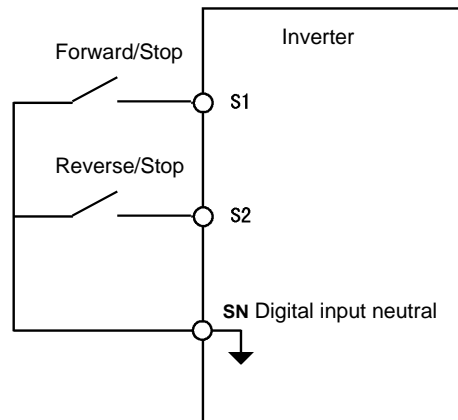 Inverter
Forward/Stop
S1
Reverse/Stop
S2
SN Digital input neutral